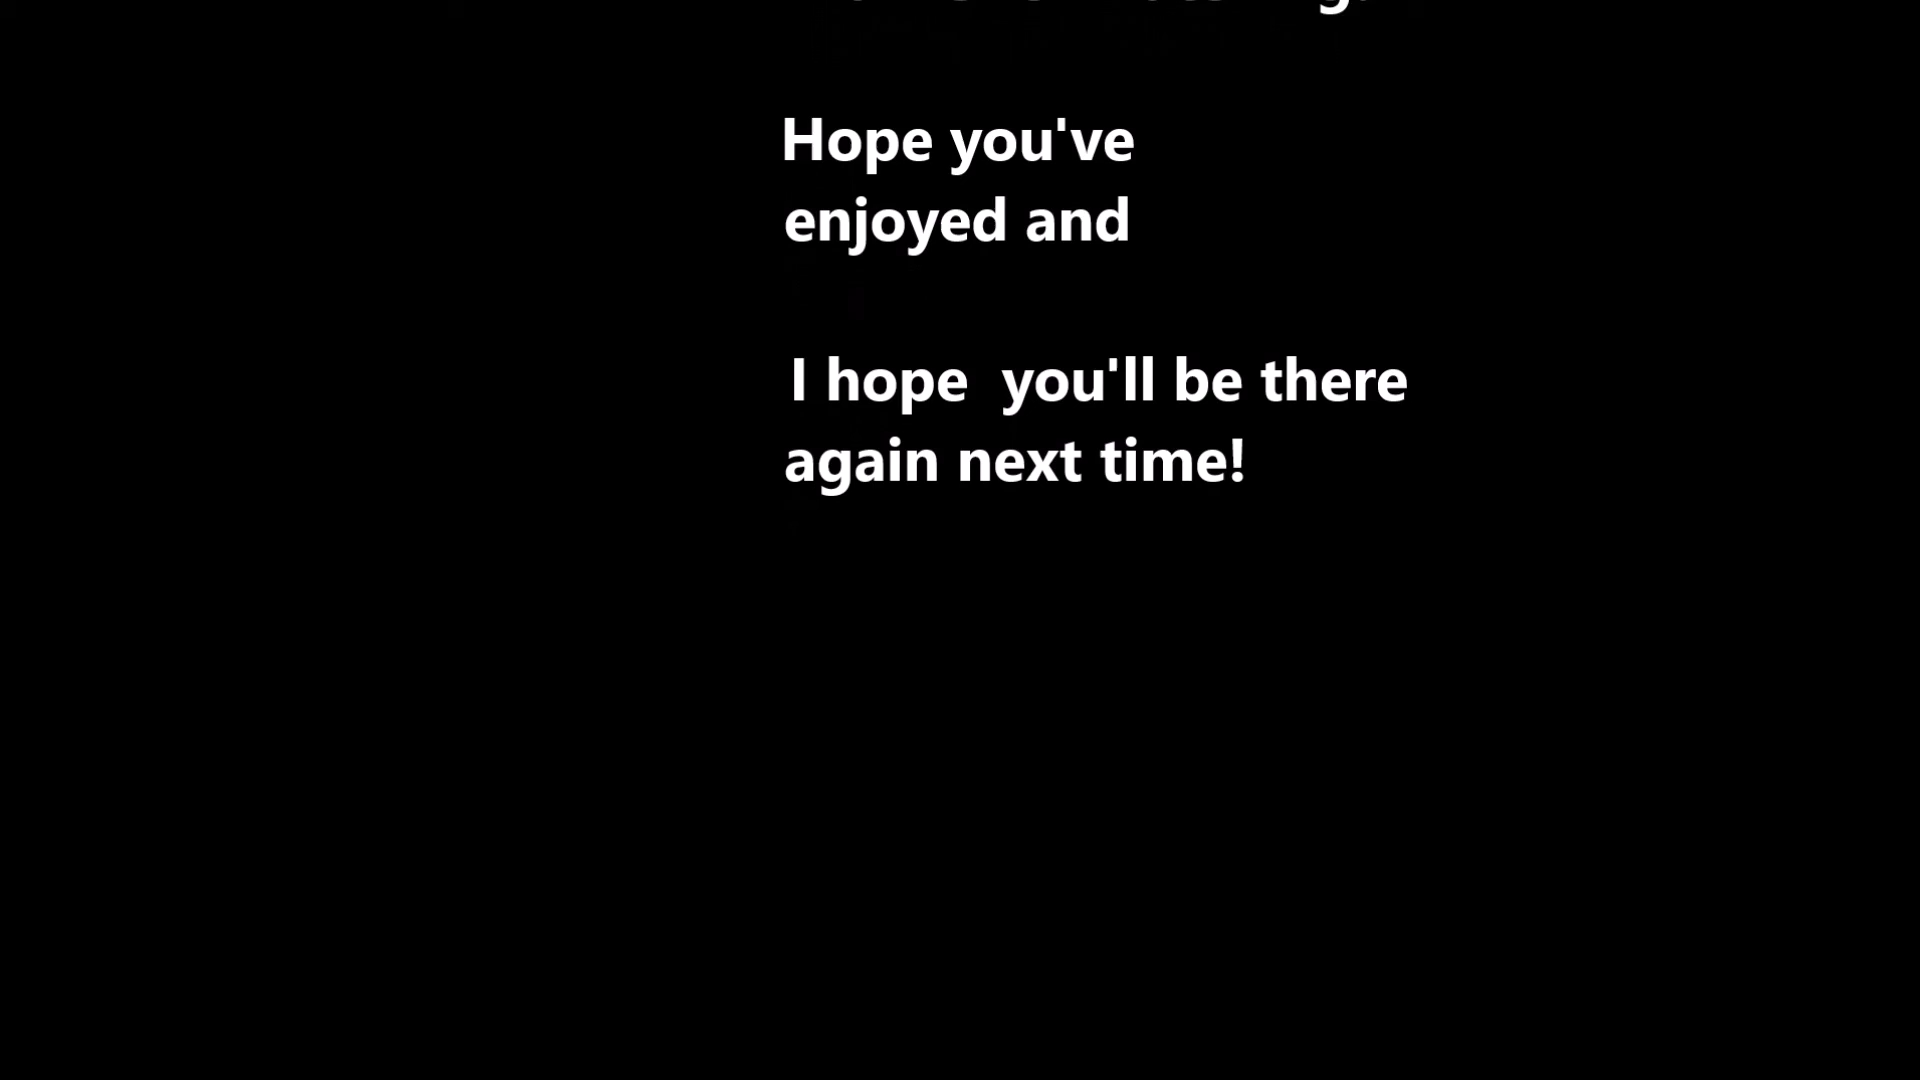 Hope you've
enjoyed and
I hope  you'll be there
again next time!